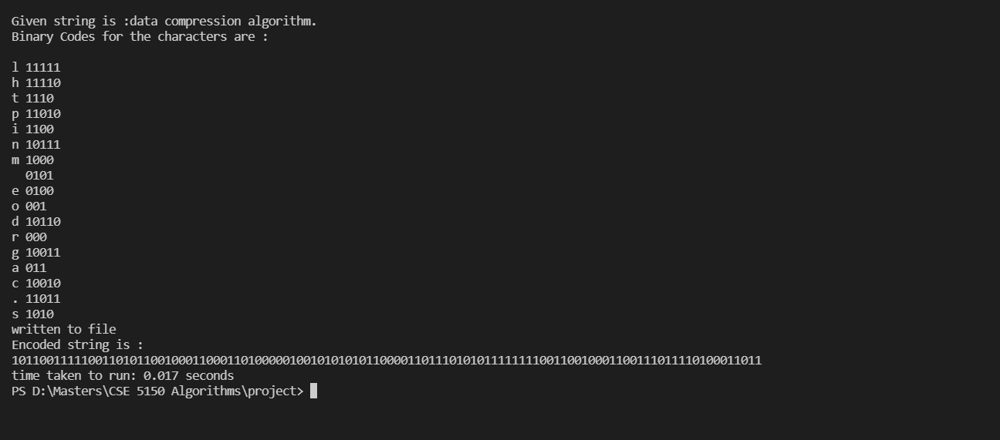 Given string is :data compression algorithm.
Binary Codes for the characters are :
l 11111
h 11110
t 1110
p 11010
i 1100
n 10111
m 1000
0101
e 0100
o 001
d 10110
r 000
g 10011
a 011
c 10010
. 11011
s 1010
written to file
Encoded string is :
101100111110011010110010001100011010000010010101010110000110111010101111111110011001000110011101111010001​1011
time taken to run: 0.017 seconds
PS D:\Masters\CSE 5150 Algorithms\project>